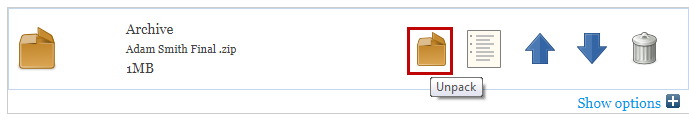 Archive
Adam Smith Final .zip
1MB
Unpack
Show options